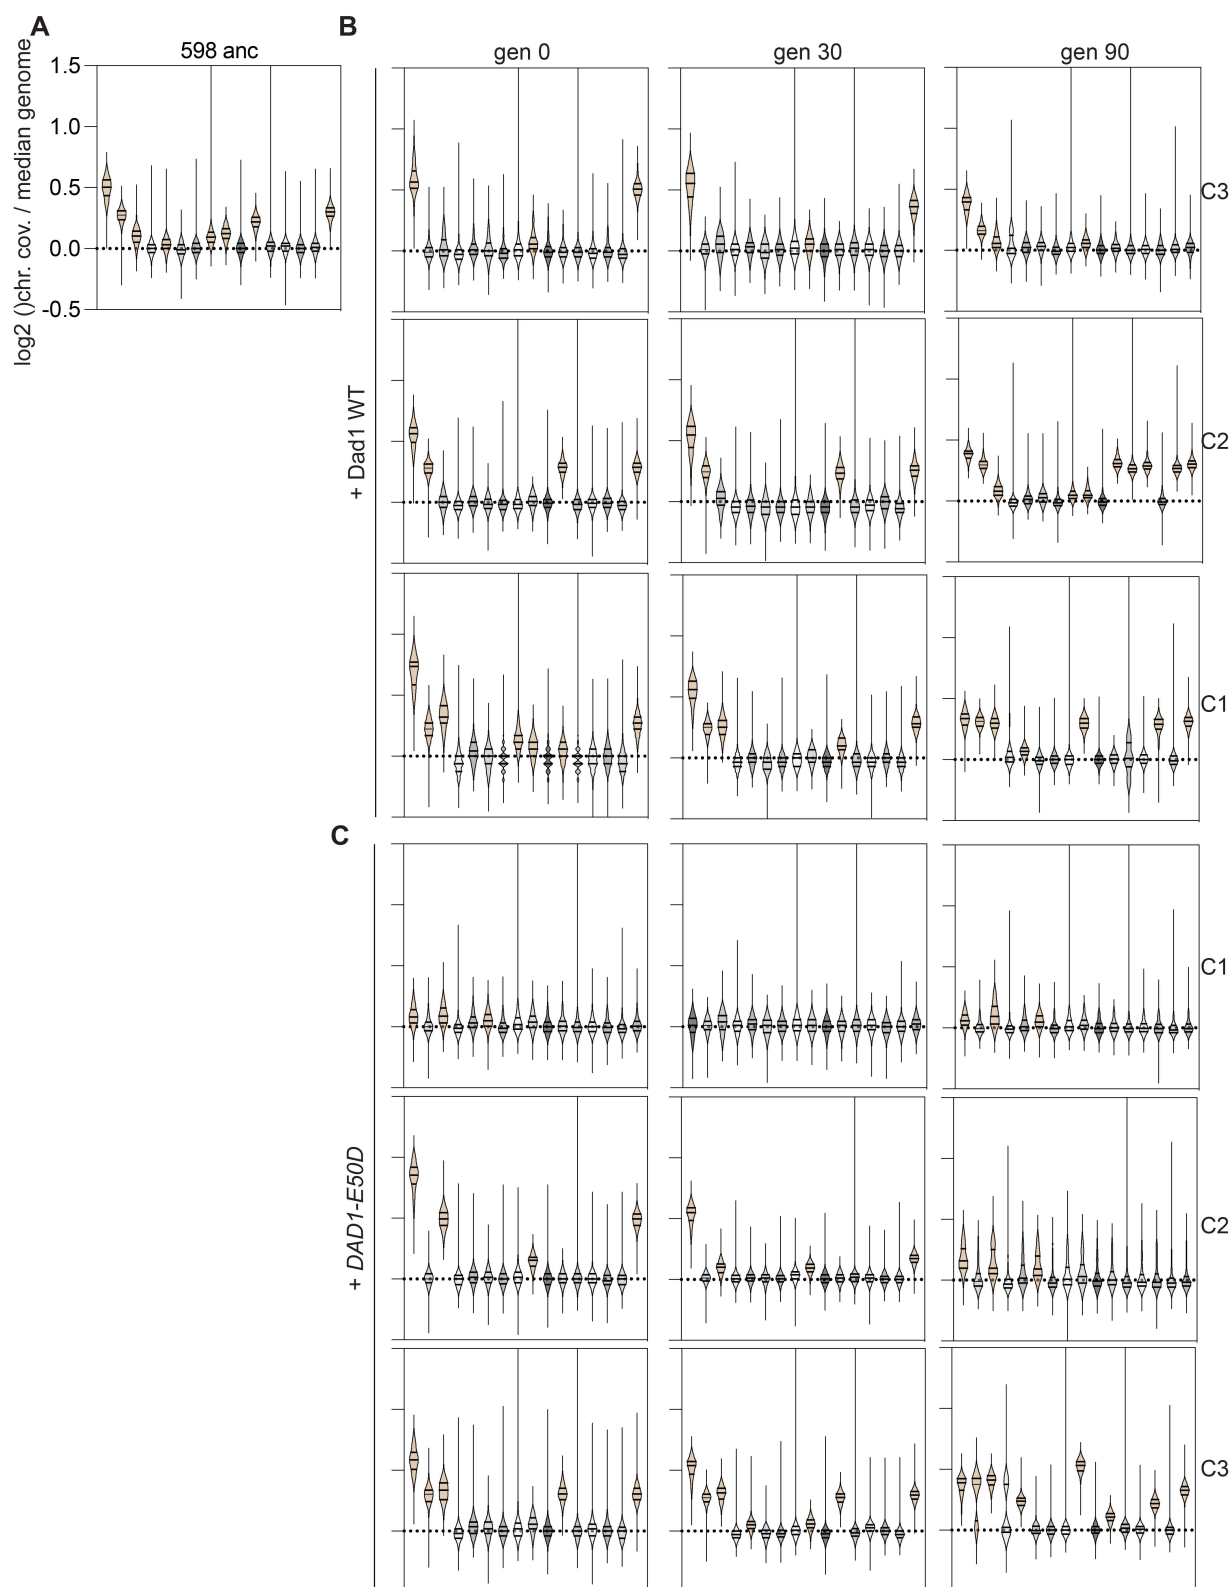 A
B
598 anc
gen 0
gen 30
gen 90
log2 ()chr. cov. / median genome
1.5
1.0
0.5
0.0
-0.5
C3
+ Dad1 WT
C2
C1
C
C1
+ DAD1-E50D
C2
C3